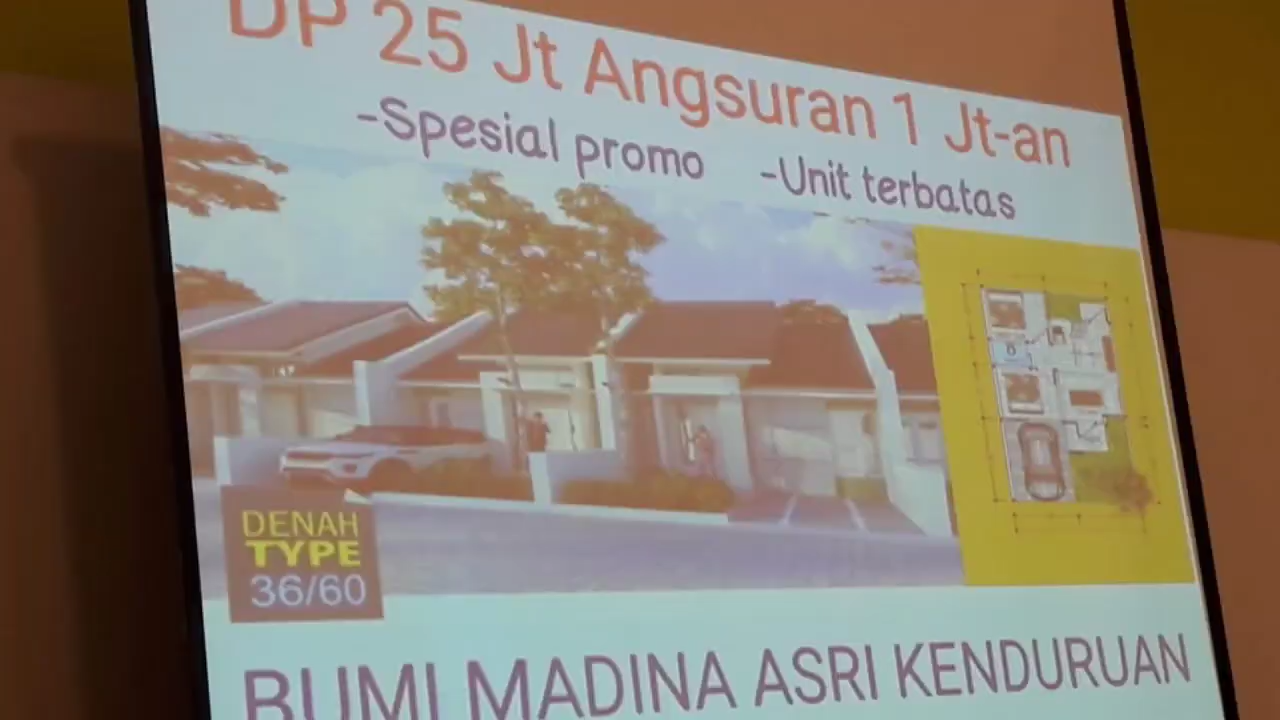 DP 25 Jt Angsuran 1 Jt-an
-Spesial promo -Unit terbatas
DENAH
TYPE
36/60
BUMI MADINA ASRI KENDURUAN